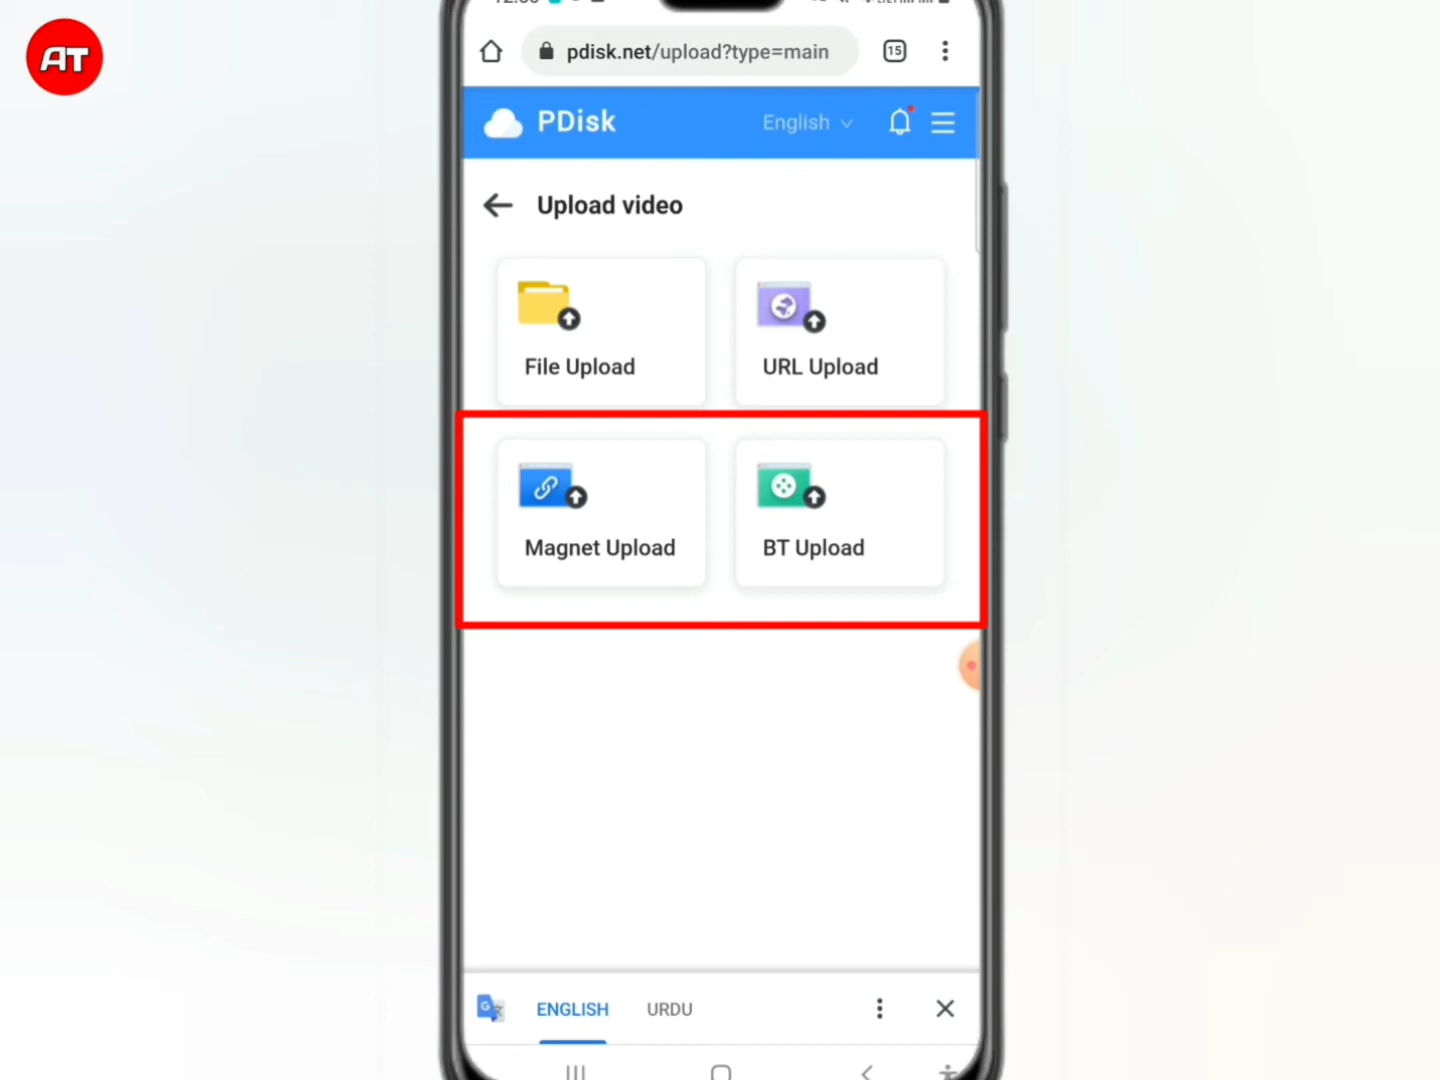 AT
pdisk.net/upload?type=main
15
PDisk
English
Upload video
File Upload
URL Upload
Magnet Upload
BT Upload
G
ENGLISH
URDU